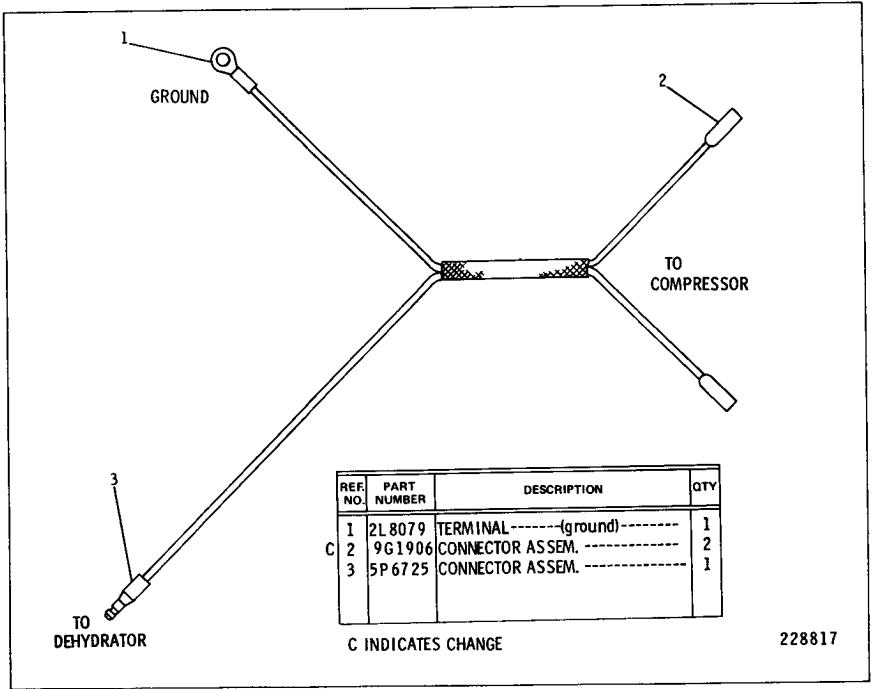 1
GROUND
2
TO
COMPRESSOR
3
TO
DEHYDRATOR
REF. NO. PART NUMBER DESCRIPTION QTY
1 2L8079 TERMINAL-------(ground)-------- 1
C 2 9G1906 CONNECTOR ASSEM. ------------ 2
3 5P6725 CONNECTOR ASSEM. ------------ 1
C INDICATES CHANGE
228817